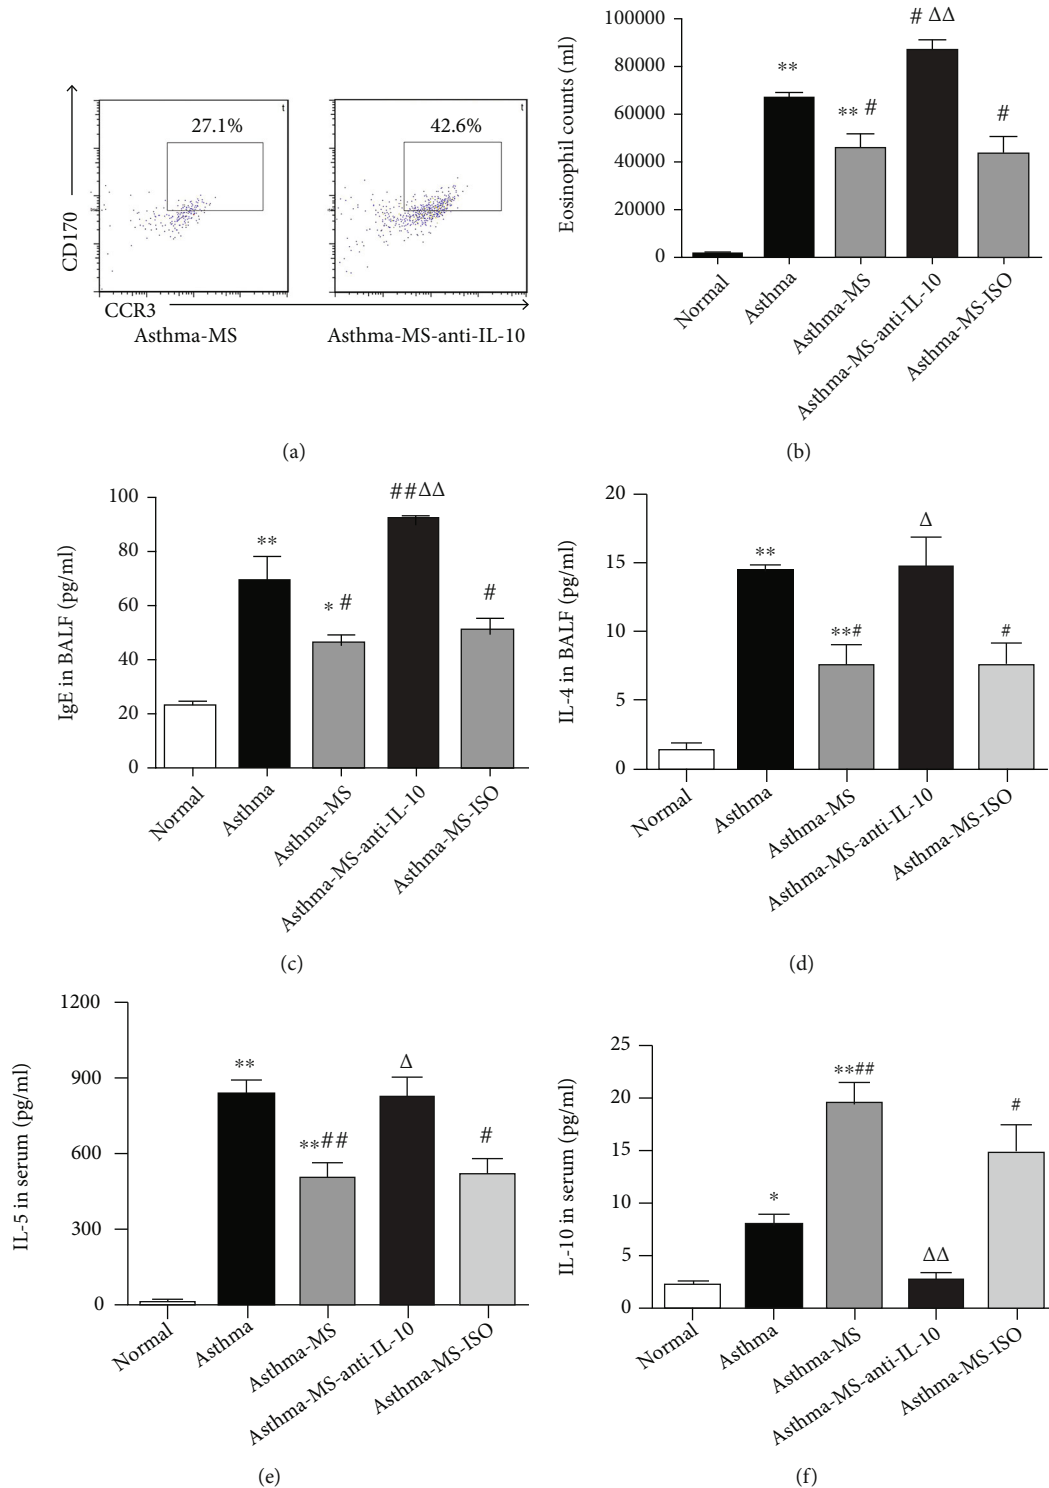 27.1%
t
42.6%
t
CD170
CCR3
Asthma-MS
Asthma-MS-anti-IL-10
(a)
Eosinophil counts (ml)
100000
80000
60000
40000
20000
0
**
** #
# ΔΔ
#
Normal
Asthma
Asthma-MS
Asthma-MS-anti-IL-10
Asthma-MS-ISO
(b)
IgE in BALF (pg/ml)
100
80
60
40
20
0
**
* #
##ΔΔ
#
Normal
Asthma
Asthma-MS
Asthma-MS-anti-IL-10
Asthma-MS-ISO
(c)
IL-4 in BALF (pg/ml)
20
15
10
5
0
**
**#
Δ
#
Normal
Asthma
Asthma-MS
Asthma-MS-anti-IL-10
Asthma-MS-ISO
(d)
IL-5 in serum (pg/ml)
1200
900
600
300
0
**
**##
Δ
#
Normal
Asthma
Asthma-MS
Asthma-MS-anti-IL-10
Asthma-MS-ISO
(e)
IL-10 in serum (pg/ml)
25
20
15
10
5
0
*
**##
ΔΔ
#
Normal
Asthma
Asthma-MS
Asthma-MS-anti-IL-10
Asthma-MS-ISO
(f)